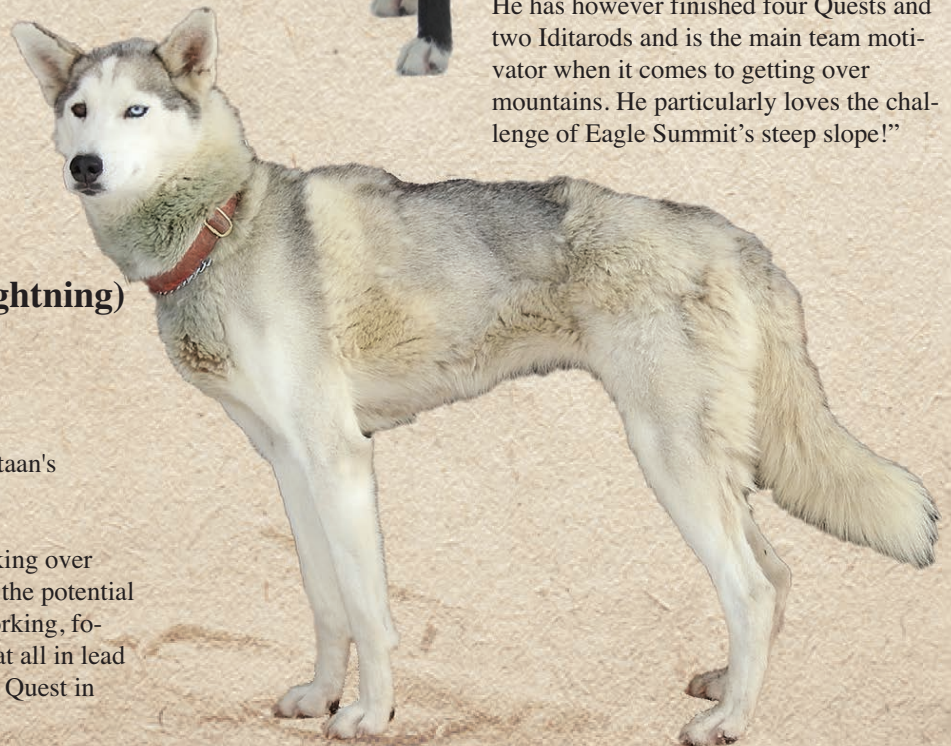 He has however finished four Quests and
two Iditarods and is the main team moti-
vator when it comes to getting over
mountains. He particularly loves the chal-
lenge of Eagle Summit’s steep slope!”
ghtning)
taan's
king over
the potential
rking, fo-
at all in lead
Quest in